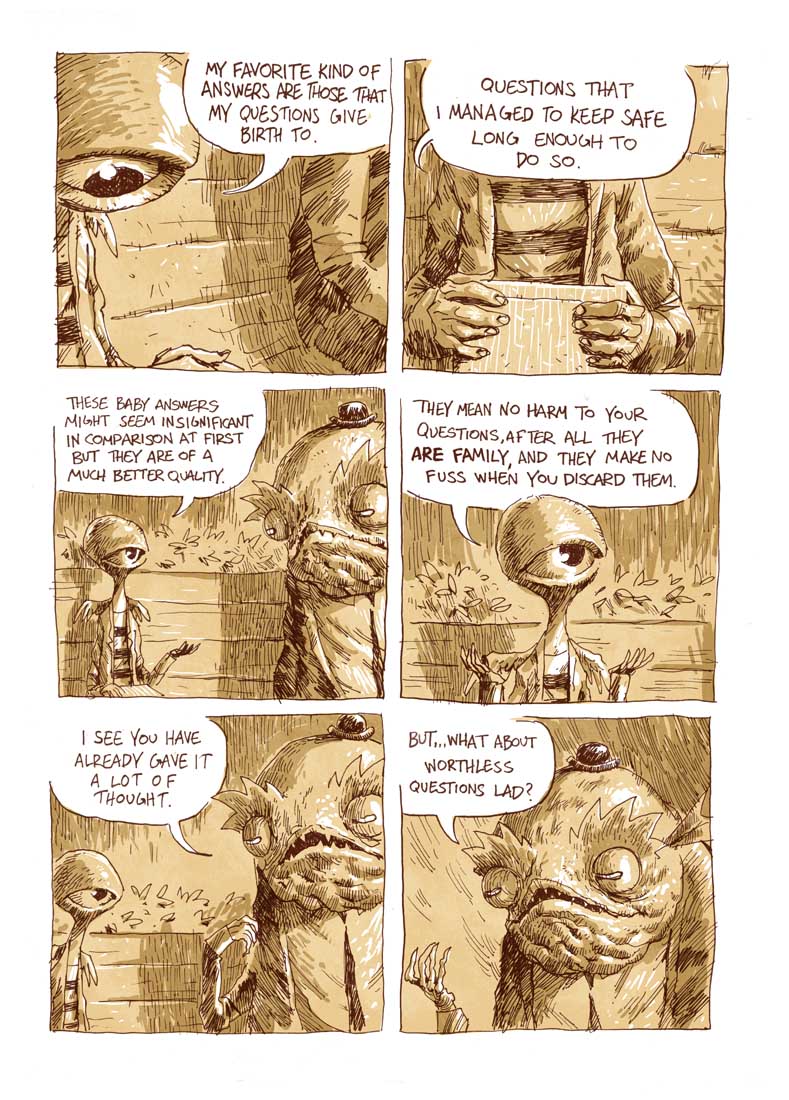 MY FAVORITE KIND OF
ANSWERS ARE THOSE THAT
MY QUESTIONS GIVE
BIRTH TO.
QUESTIONS THAT
I MANAGED TO KEEP SAFE
LONG ENOUGH TO
DO SO.
THESE BABY ANSWERS
MIGHT SEEM INSIGNIFICANT
IN COMPARISON AT FIRST
BUT THEY ARE OF A
MUCH BETTER QUALITY.
THEY MEAN NO HARM TO YOUR
QUESTIONS, AFTER ALL THEY
ARE FAMILY, AND THEY MAKE NO
FUSS WHEN YOU DISCARD THEM.
I SEE YOU HAVE
ALREADY GAVE IT
A LOT OF
THOUGHT.
BUT... WHAT ABOUT
WORTHLESS
QUESTIONS LAD?